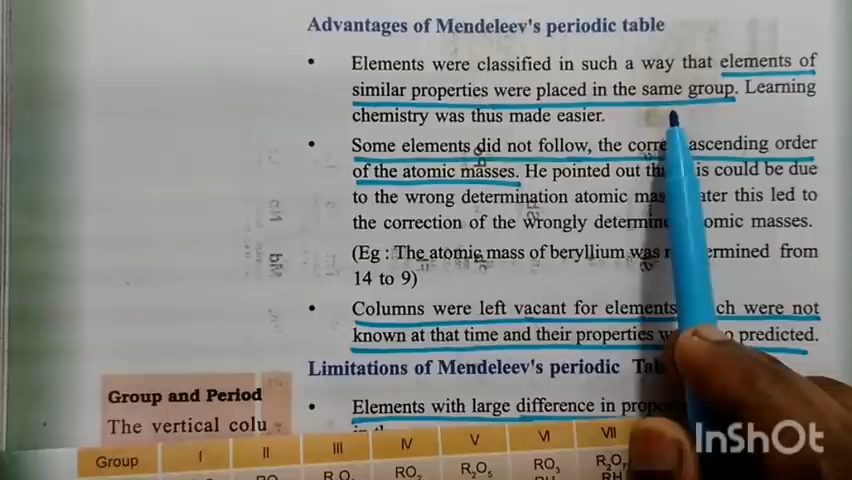 Advantages of Mendeleev's periodic table
• Elements were classified in such a way that elements of
similar properties were placed in the same group. Learning
chemistry was thus made easier.
• Some elements did not follow, the corre ascending order
of the atomic masses. He pointed out th is could be due
to the wrong determination atomic mas ater this led to
the correction of the wrongly determine omic masses.
(Eg : The atomic mass of beryllium was r ermined from
14 to 9)
• Columns were left vacant for elements ch were not
known at that time and their properties w o predicted.
Limitations of Mendeleev's periodic Ta
• Elements with large difference in prope
Group and Period
The vertical colu
Group I II III IV V VI VII
RO₂ R₂O₅ RO₃ R₂O₇
RH
InShOt